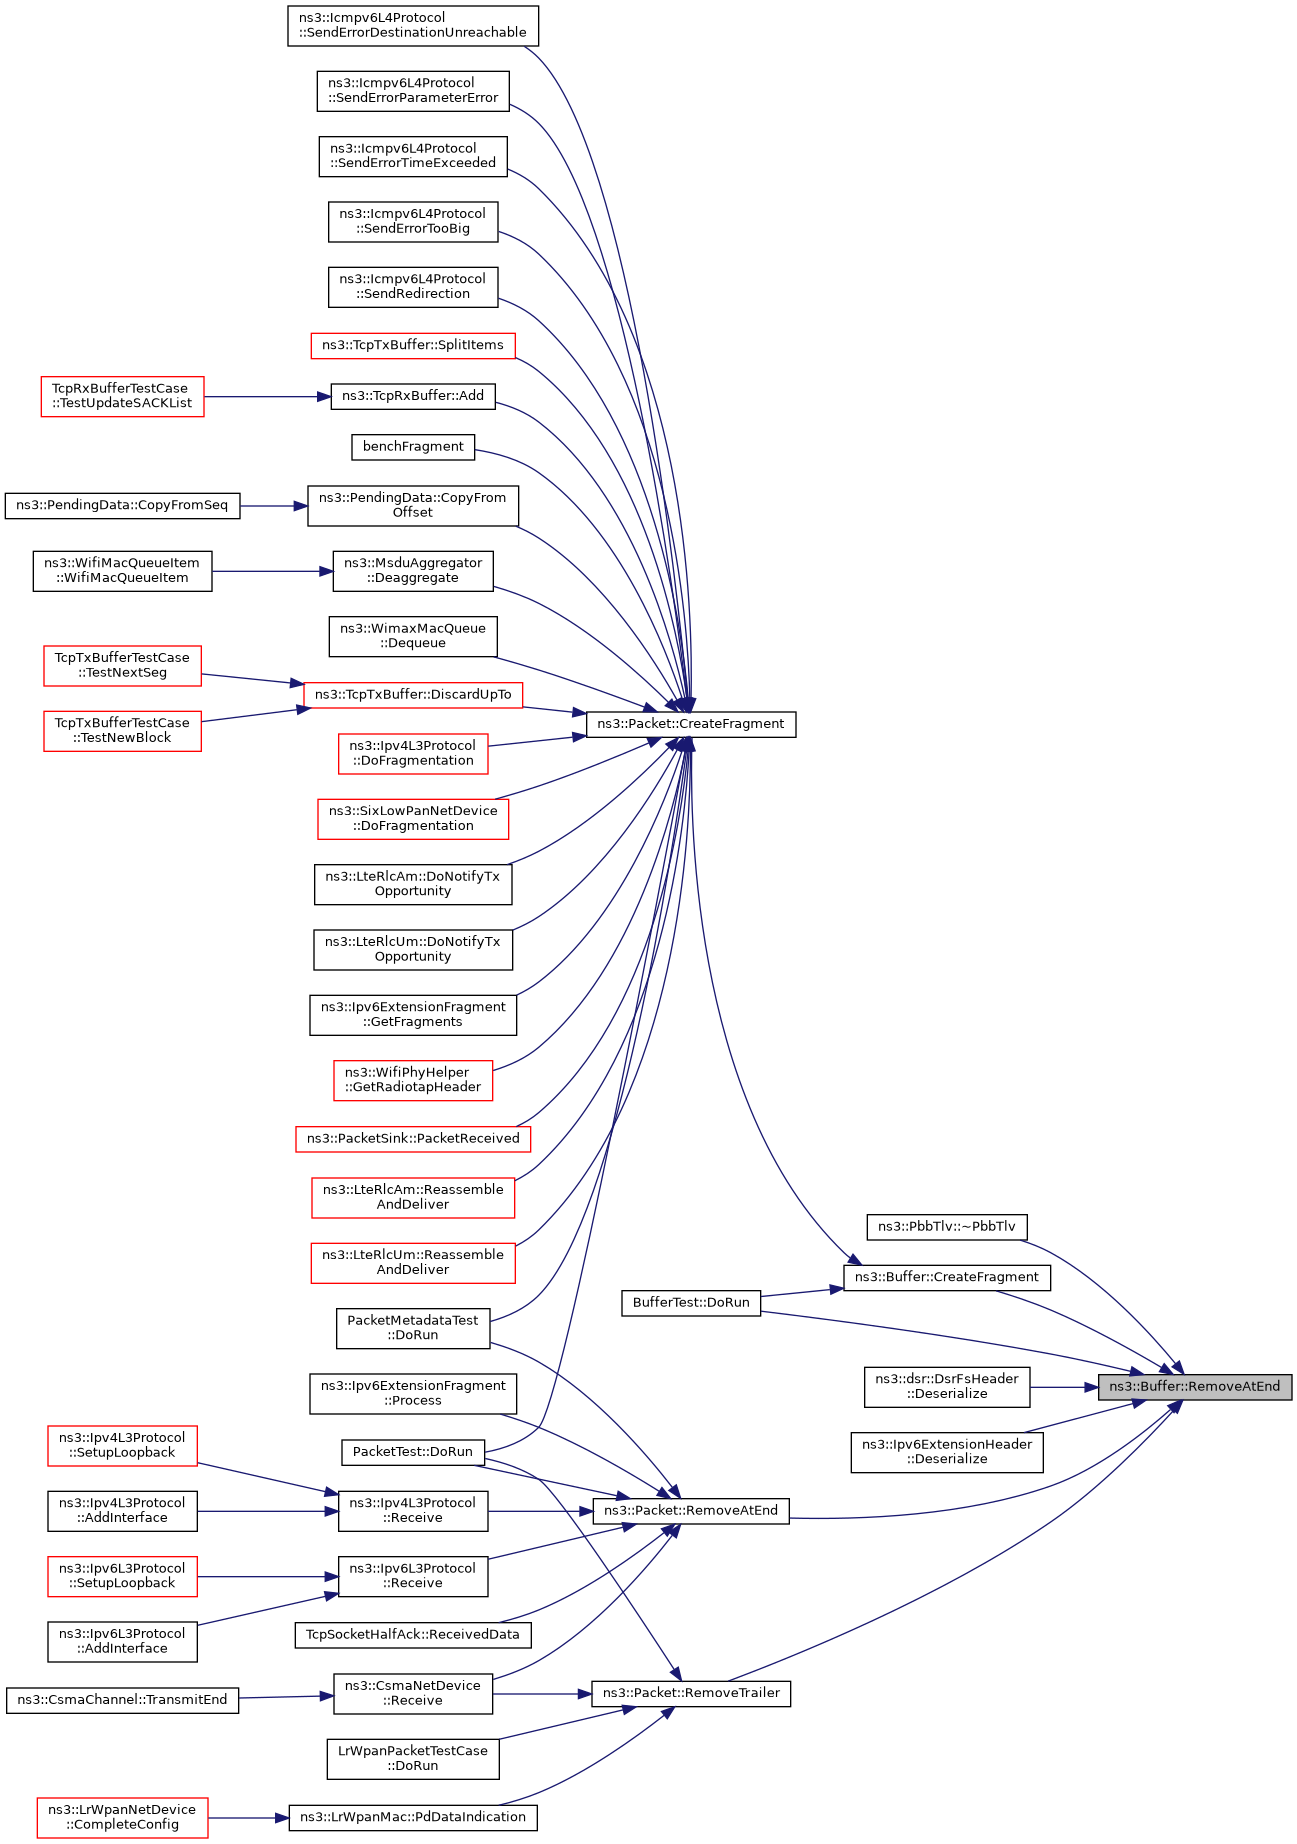 ns3::Icmpv6L4Protocol
::SendErrorDestinationUnreachable
ns3::Icmpv6L4Protocol
::SendErrorParameterError
ns3::Icmpv6L4Protocol
::SendErrorTimeExceeded
ns3::Icmpv6L4Protocol
::SendErrorTooBig
ns3::Icmpv6L4Protocol
::SendRedirection
ns3::TcpTxBuffer::SplitItems
TcpRxBufferTestCase
::TestUpdateSACKList
ns3::TcpRxBuffer::Add
benchFragment
ns3::PendingData::CopyFromSeq
ns3::PendingData::CopyFrom
Offset
ns3::WifiMacQueueItem
::WifiMacQueueItem
ns3::MsduAggregator
::Deaggregate
ns3::WimaxMacQueue
::Dequeue
TcpTxBufferTestCase
::TestNextSeg
ns3::TcpTxBuffer::DiscardUpTo
TcpTxBufferTestCase
::TestNewBlock
ns3::Packet::CreateFragment
ns3::Ipv4L3Protocol
::DoFragmentation
ns3::SixLowPanNetDevice
::DoFragmentation
ns3::LteRlcAm::DoNotifyTx
Opportunity
ns3::LteRlcUm::DoNotifyTx
Opportunity
ns3::Ipv6ExtensionFragment
::GetFragments
ns3::WifiPhyHelper
::GetRadiotapHeader
ns3::PacketSink::PacketReceived
ns3::LteRlcAm::Reassemble
AndDeliver
ns3::LteRlcUm::Reassemble
AndDeliver
ns3::PbbTlv::~PbbTlv
ns3::Buffer::CreateFragment
BufferTest::DoRun
PacketMetadataTest
::DoRun
ns3::dsr::DsrFsHeader
::Deserialize
ns3::Buffer::RemoveAtEnd
ns3::Ipv6ExtensionFragment
::Process
ns3::Ipv6ExtensionHeader
::Deserialize
PacketTest::DoRun
ns3::Ipv4L3Protocol
::SetupLoopback
ns3::Ipv4L3Protocol
::AddInterface
ns3::Ipv4L3Protocol
::Receive
ns3::Packet::RemoveAtEnd
ns3::Ipv6L3Protocol
::SetupLoopback
ns3::Ipv6L3Protocol
::Receive
ns3::Ipv6L3Protocol
::AddInterface
TcpSocketHalfAck::ReceivedData
ns3::CsmaChannel::TransmitEnd
ns3::CsmaNetDevice
::Receive
ns3::Packet::RemoveTrailer
LrWpanPacketTestCase
::DoRun
ns3::LrWpanNetDevice
::CompleteConfig
ns3::LrWpanMac::PdDataIndication